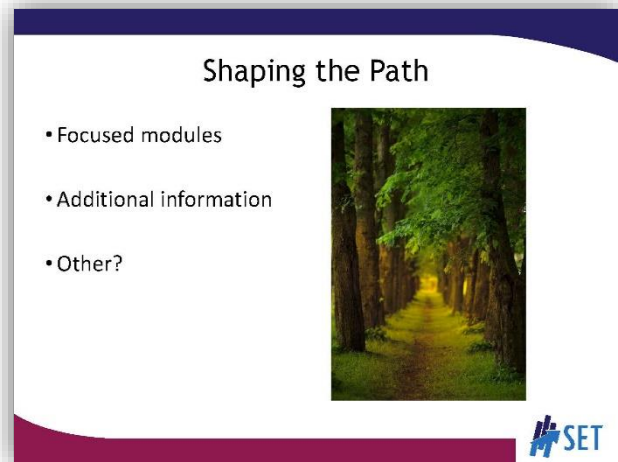 Shaping the Path
• Focused modules
• Additional information
• Other?
SET